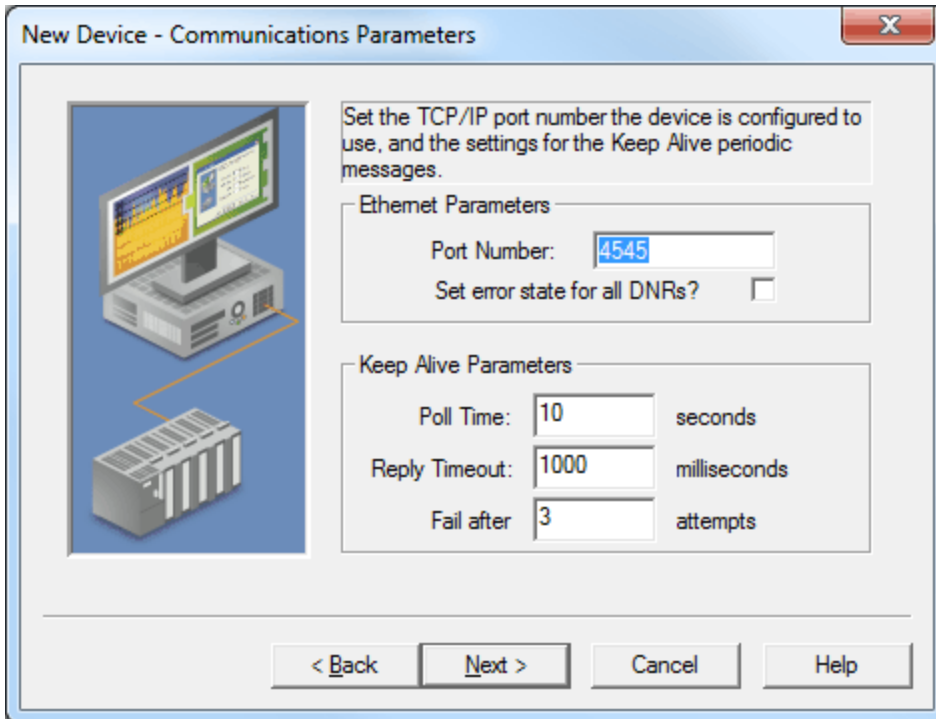 New Device - Communications Parameters
Set the TCP/IP port number the device is configured to
use, and the settings for the Keep Alive periodic
messages.
Ethernet Parameters
Port Number: 4545
Set error state for all DNRs?
Keep Alive Parameters
Poll Time: 10 seconds
Reply Timeout: 1000 milliseconds
Fail after 3 attempts
< Back Next > Cancel Help